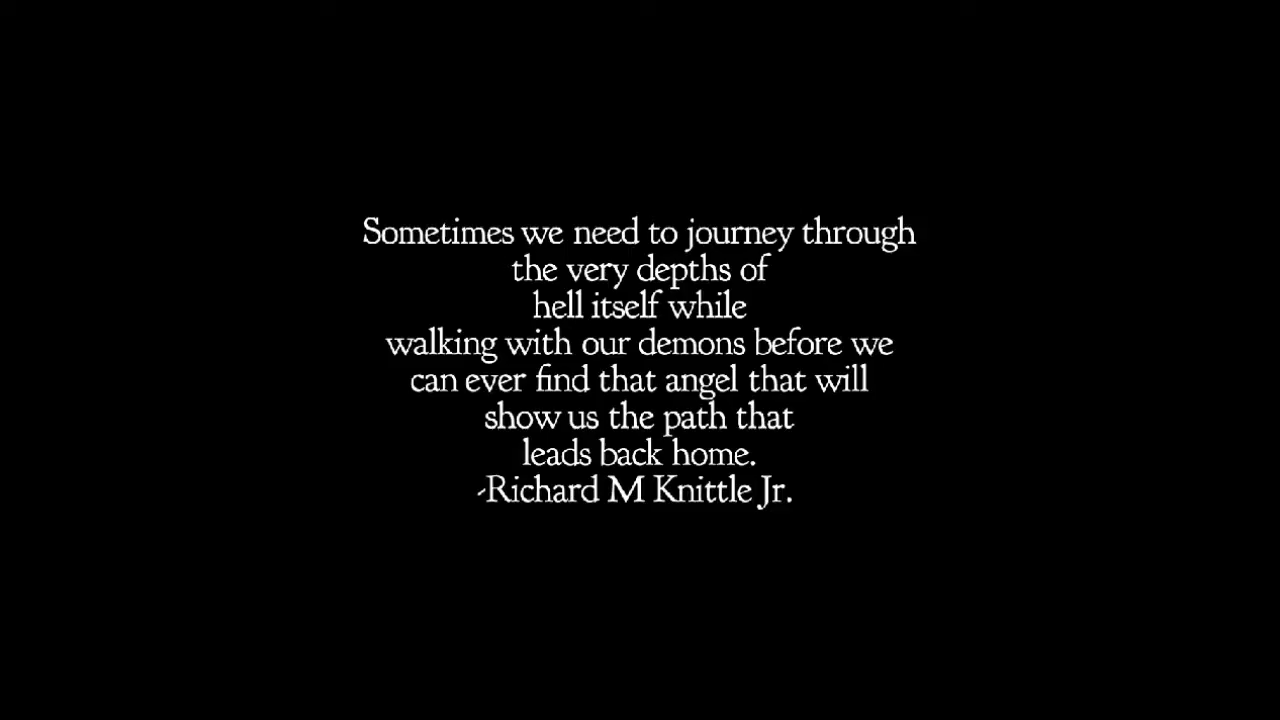 Sometimes we need to journey through
the very depths of
hell itself while
walking with our demons before we
can ever find that angel that will
show us the path that
leads back home.
-Richard M Knittle Jr.